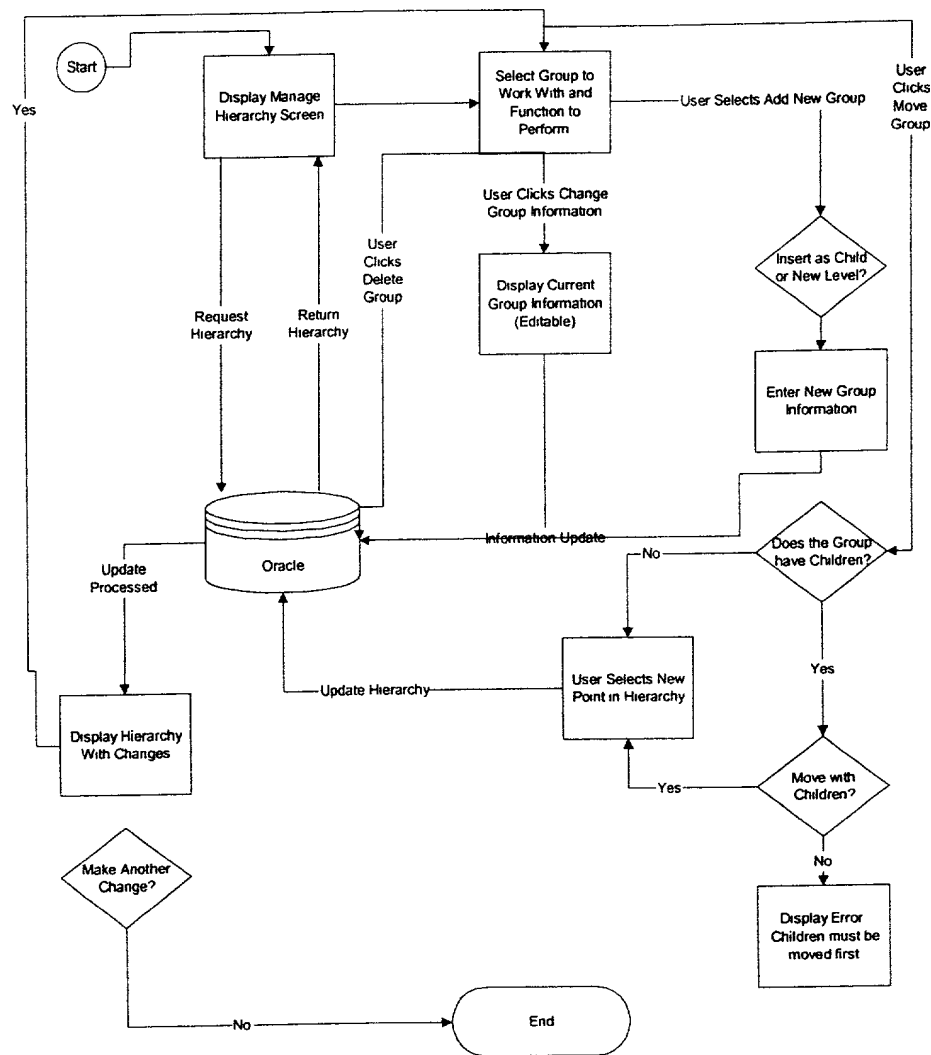 Start
Yes
Display Manage
Hierarchy Screen
Select Group to
Work With and
Function to
Perform
User Selects Add New Group
User
Clicks
Move
Group
User Clicks Change
Group Information
User
Clicks
Delete
Group
Insert as Child
or New Level?
Display Current
Group Information
(Editable)
Request
Hierarchy
Return
Hierarchy
Enter New Group
Information
Information Update
Oracle
Does the Group
have Children?
No
Update
Processed
Yes
Update Hierarchy
User Selects New
Point in Hierarchy
Display Hierarchy
With Changes
Yes
Move with
Children?
No
Make Another
Change?
Display Error
Children must be
moved first
No
End